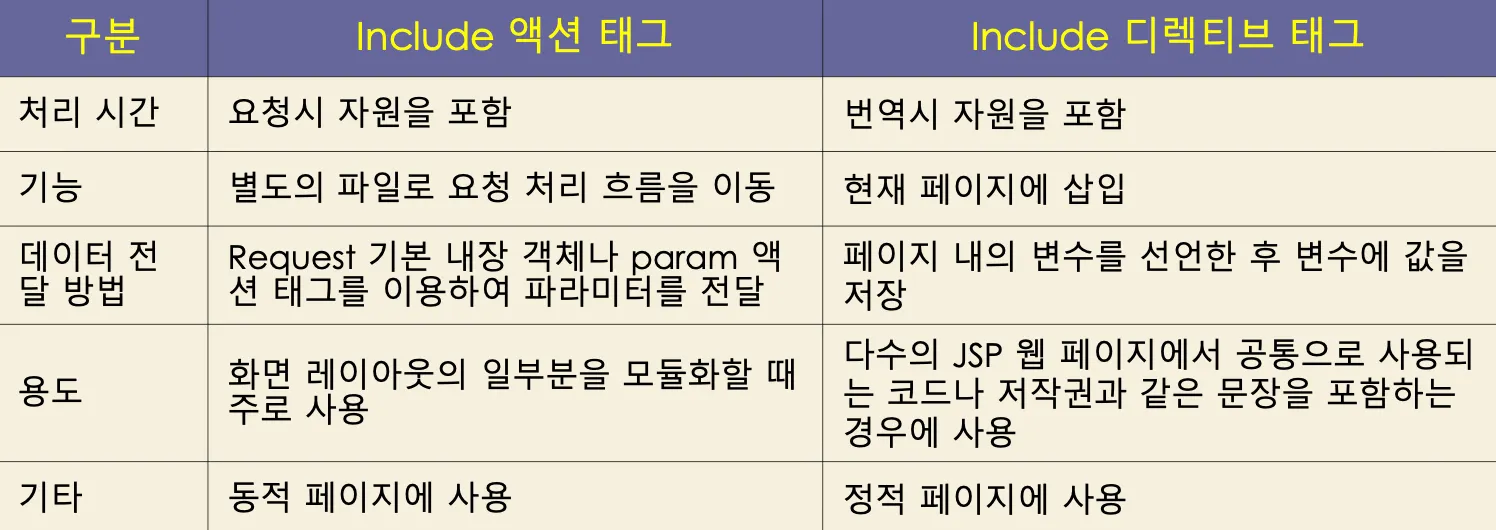 구분
Include 액션 태그
Include 디렉티브 태그
처리 시간
요청시 자원을 포함
번역시 자원을 포함
기능
별도의 파일로 요청 처리 흐름을 이동
현재 페이지에 삽입
데이터 전
달 방법
Request 기본 내장 객체나 param 액
션 태그를 이용하여 파라미터를 전달
페이지 내의 변수를 선언한 후 변수에 값을
저장
용도
화면 레이아웃의 일부분을 모듈화할 때
주로 사용
다수의 JSP 웹 페이지에서 공통으로 사용되
는 코드나 저작권과 같은 문장을 포함하는
경우에 사용
기타
동적 페이지에 사용
정적 페이지에 사용